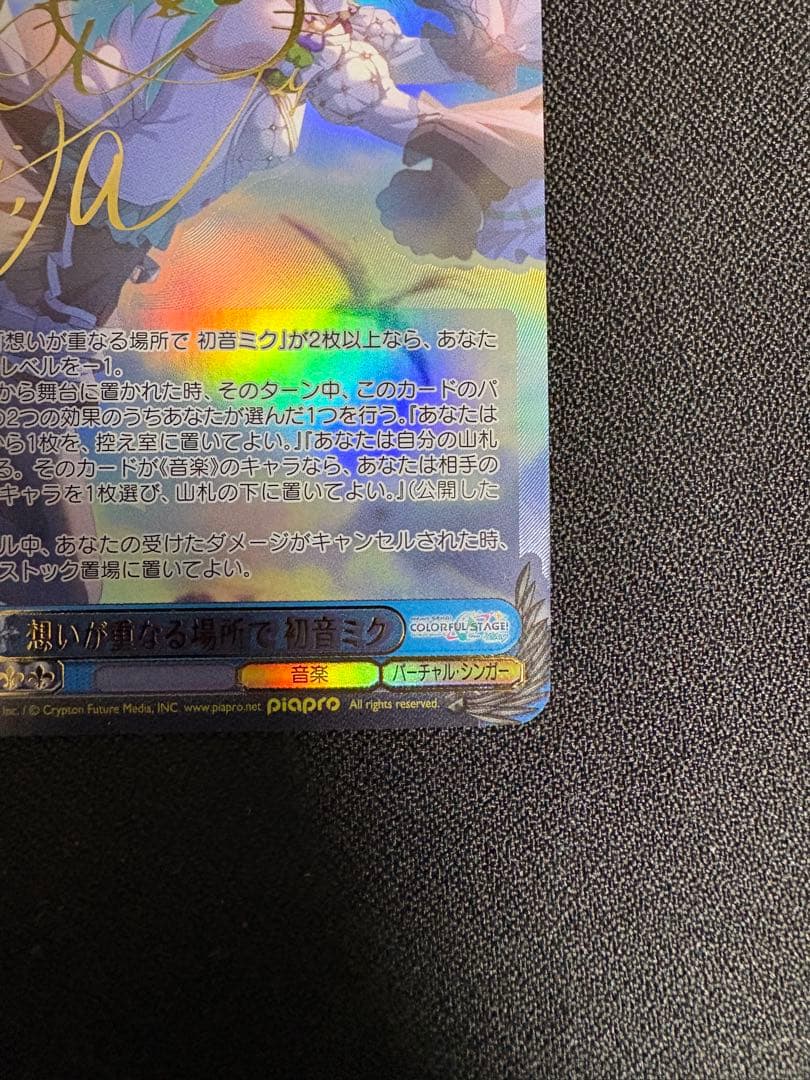 『想いが重なる場所で 初音ミク』が2枚以上なら、あなた
レベルを－1。
から舞台に置かれた時、そのターン中、このカードのパ
の2つの効果のうちあなたが選んだ1つを行う。『あなたは
ら1枚を、控え室に置いてよい。』『あなたは自分の山札
る。そのカードが《音楽》のキャラなら、あなたは相手の
キャラを1枚選び、山札の下に置いてよい。』（公開した
ル中、あなたの受けたダメージがキャンセルされた時、
ストック置場に置いてよい。
想いが重なる場所で 初音ミク
COLORFUL STAGE!
音楽 バーチャル・シンガー
Inc. / © Crypton Future Media, INC. www.piapro.net piapro All rights reserved.